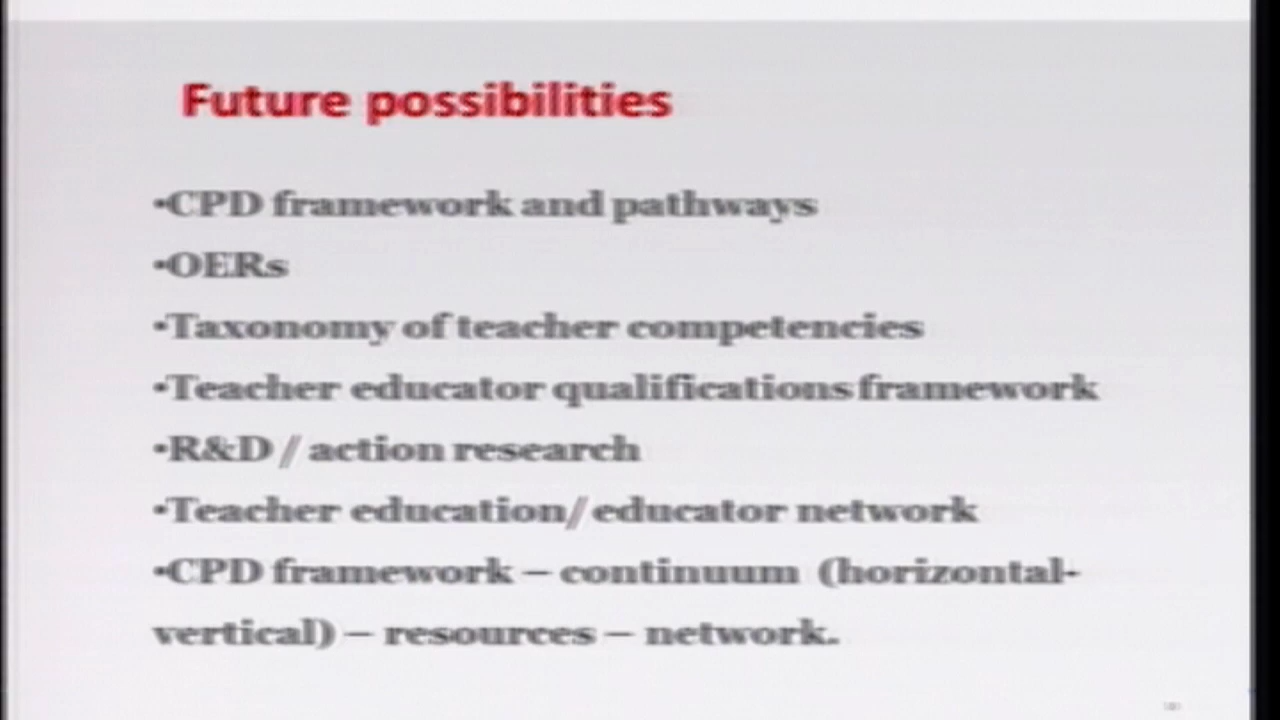 Future possibilities
•CPD framework and pathways
•OERs
•Taxonomy of teacher competencies
•Teacher educator qualifications framework
•R&D / action research
•Teacher education/ educator network
•CPD framework – continuum (horizontal-
vertical) – resources – network.